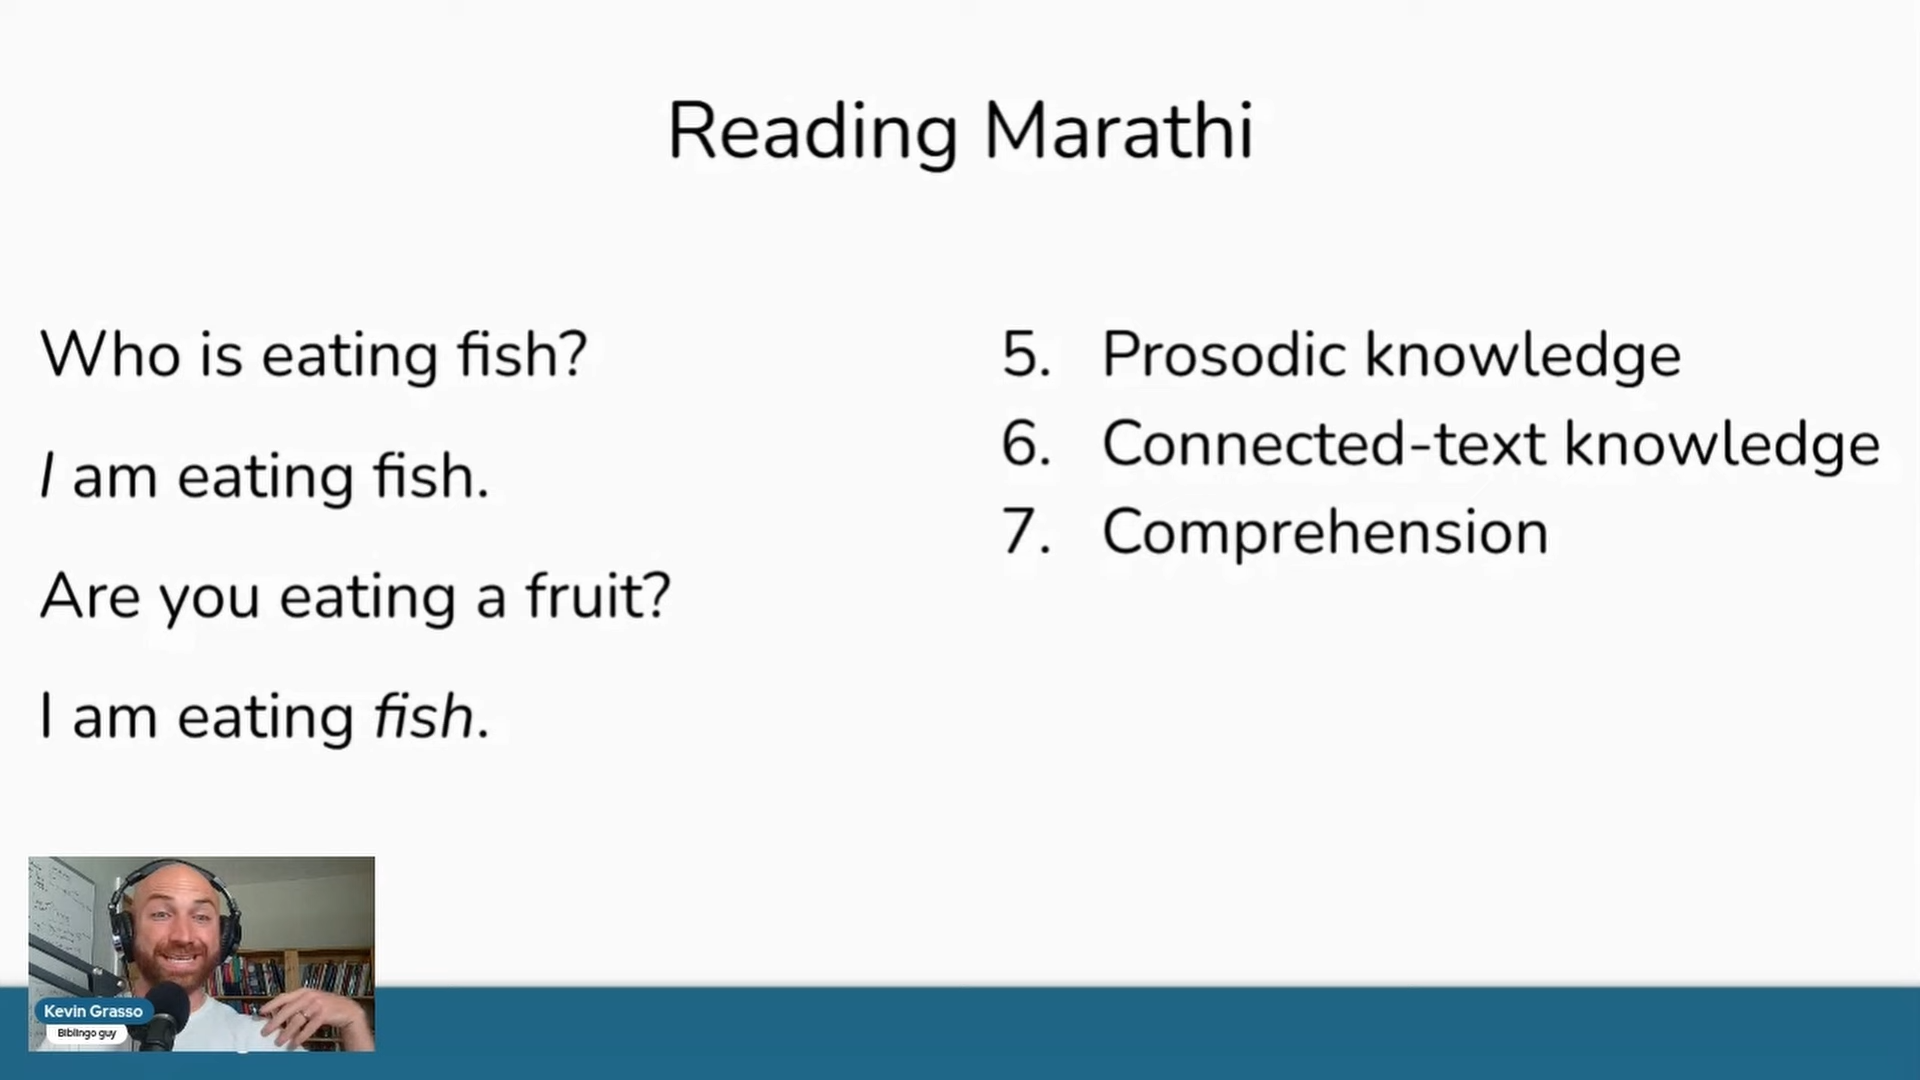 Reading Marathi
Who is eating fish?
I am eating fish.
Are you eating a fruit?
I am eating fish.
5. Prosodic knowledge
6. Connected-text knowledge
7. Comprehension
Kevin Grasso
Biblingo guy